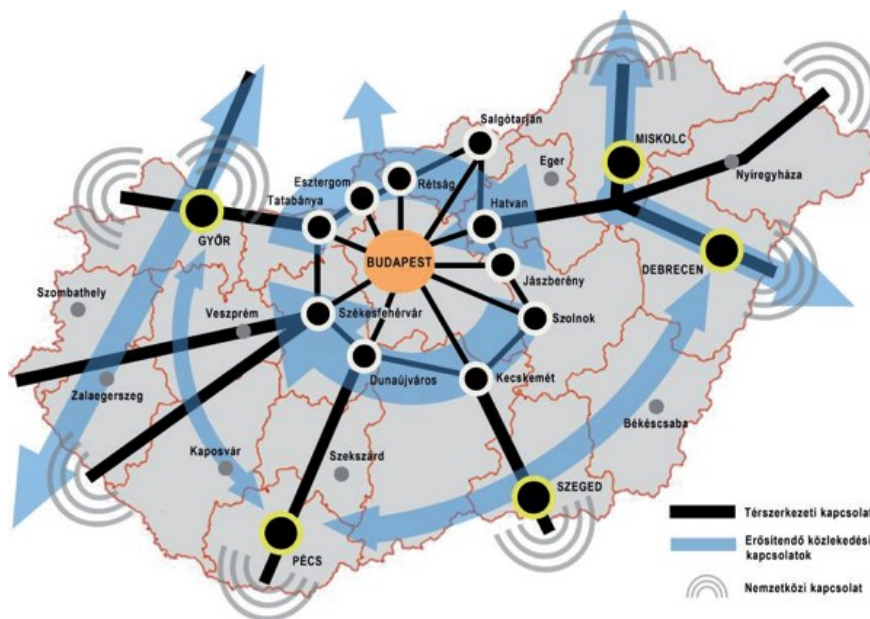 Salgótarján
MISKOLC
Eger
Nyíregyháza
Rétság
Esztergom
Tatabánya
Hatvan
GYŐR
BUDAPEST
DEBRECEN
Jászberény
Szombathely
Veszprém
Székesfehérvár
Szolnok
Dunaújváros
Kecskemét
Zalaegerszeg
Békéscsaba
Kaposvár
Szekszárd
SZEGED
PÉCS
Térszerkezeti kapcsolat
Erősítendő közlekedési
kapcsolatok
Nemzetközi kapcsolat